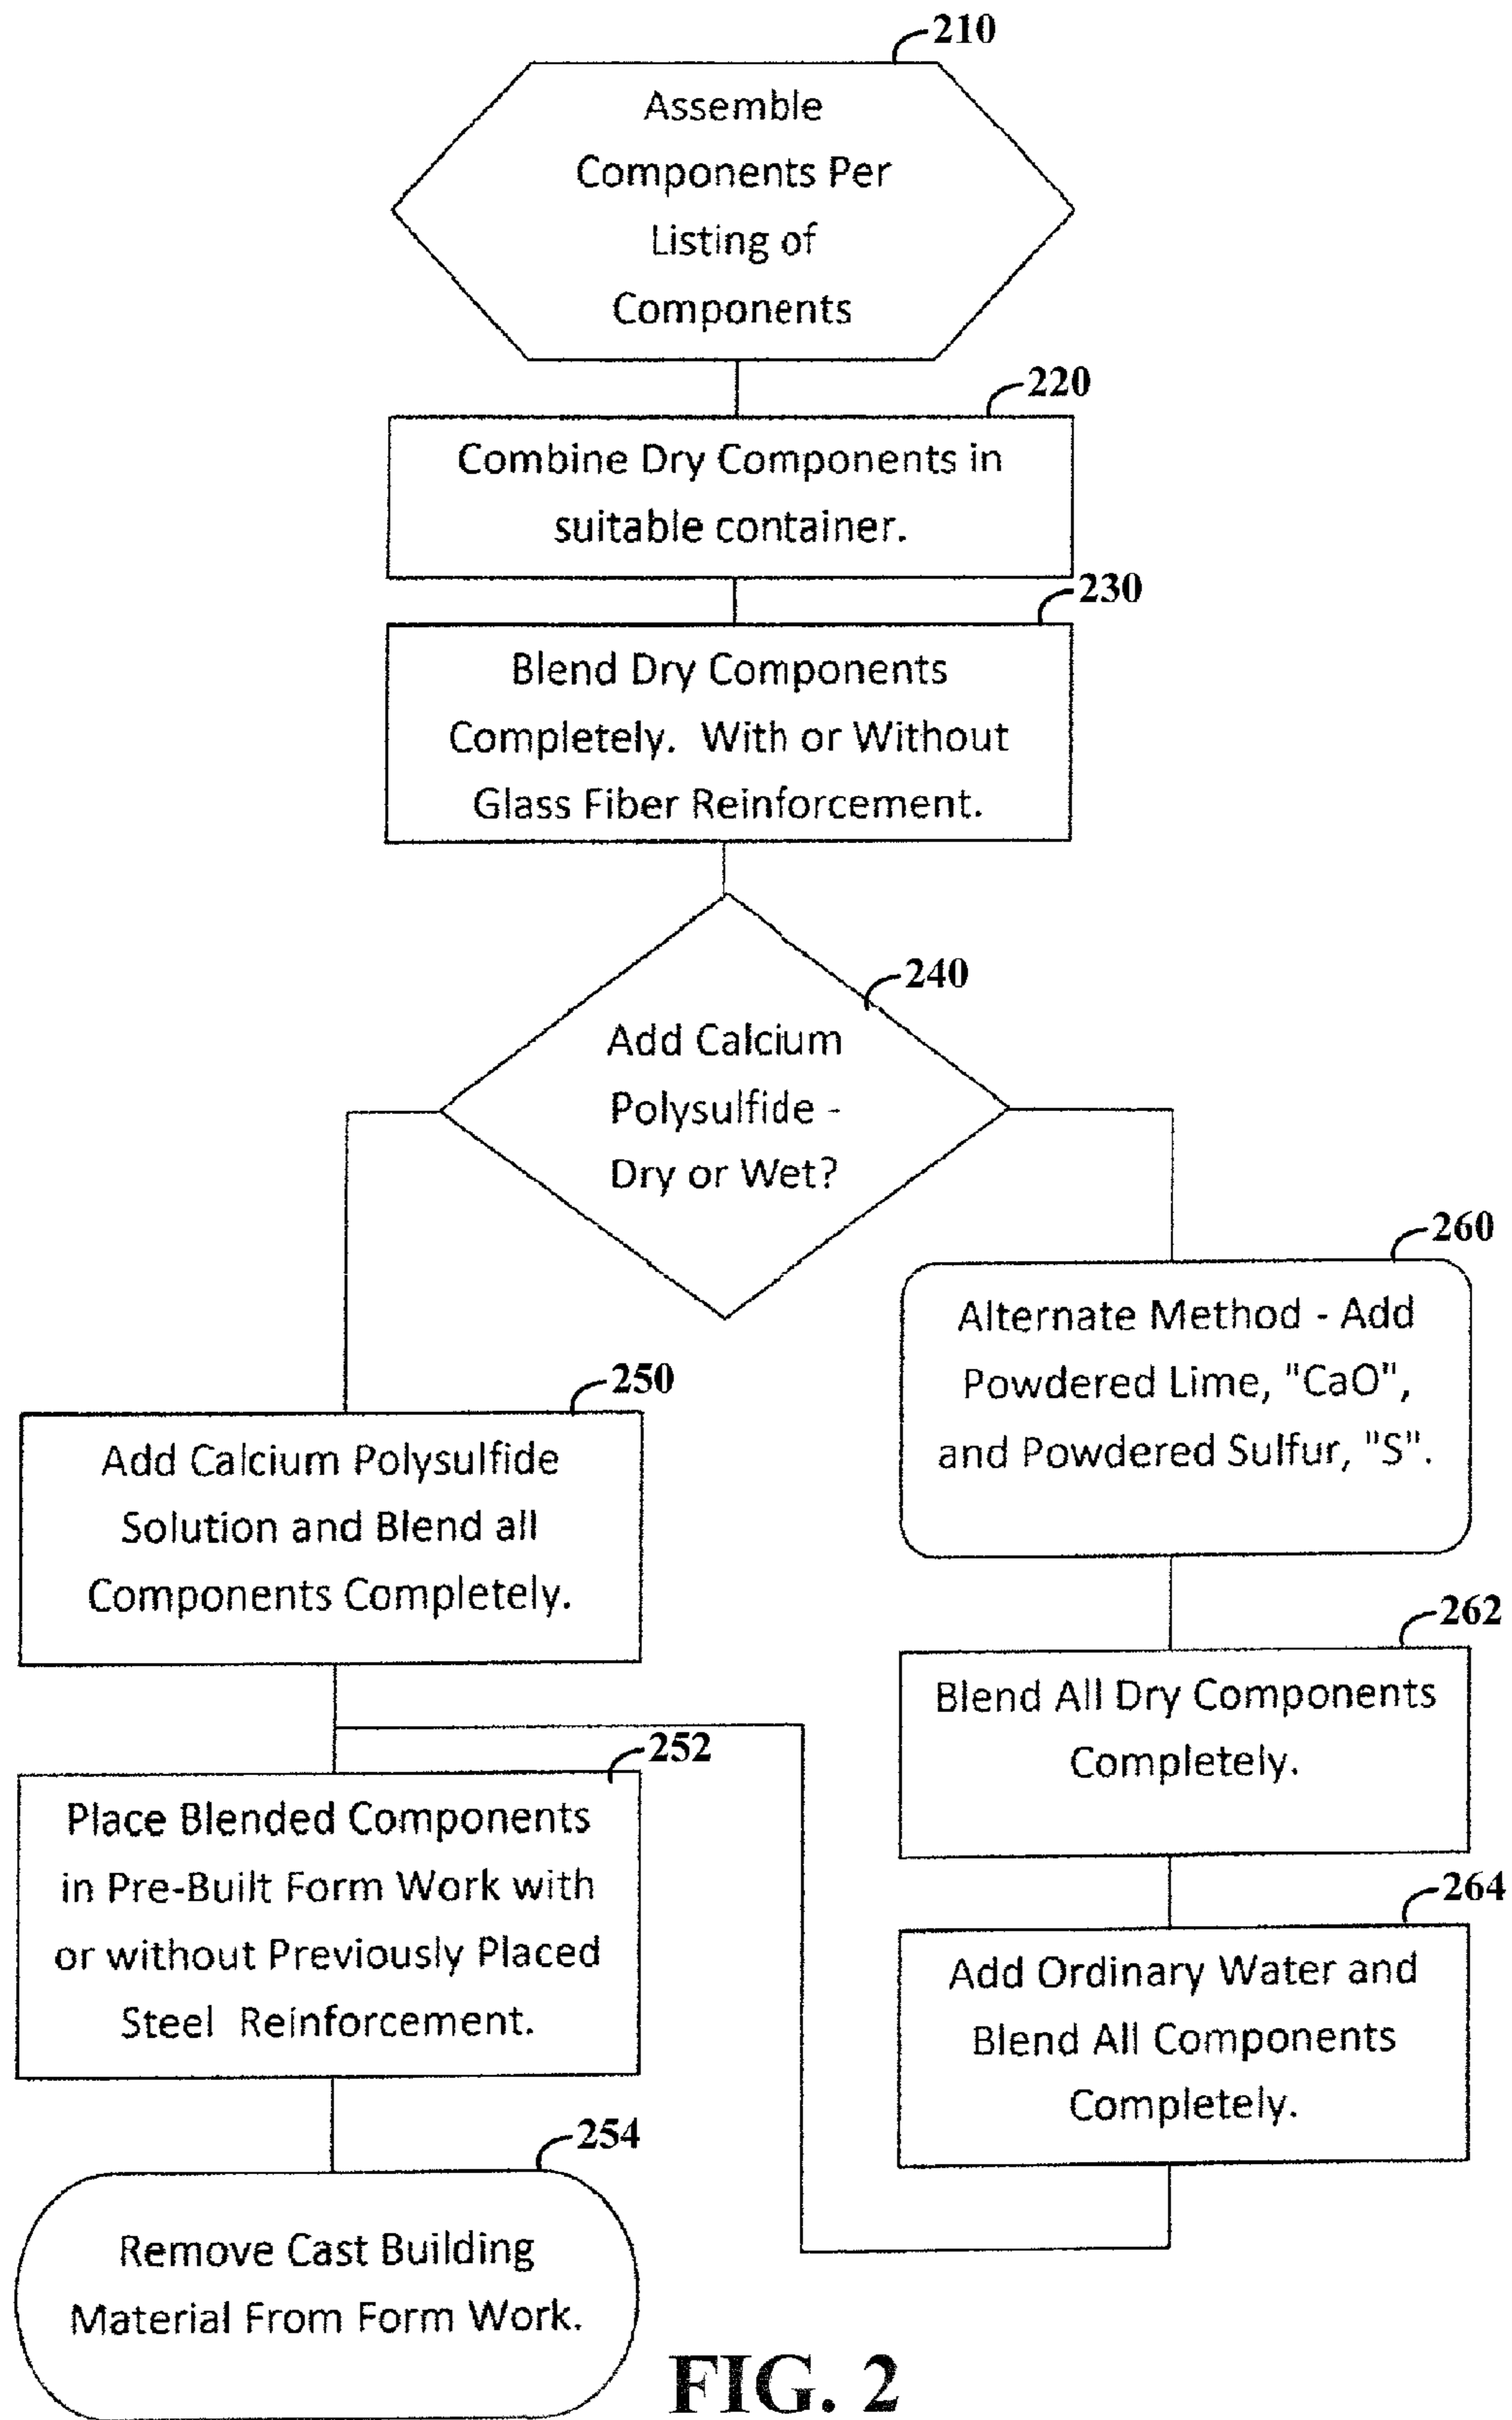 210
Assemble
Components Per
Listing of
Components
220
Combine Dry Components in
suitable container.
230
Blend Dry Components
Completely.  With or Without
Glass Fiber Reinforcement.
240
Add Calcium
Polysulfide -
Dry or Wet?
250
Add Calcium Polysulfide
Solution and Blend all
Components Completely.
252
Place Blended Components
in Pre-Built Form Work with
or without Previously Placed
Steel  Reinforcement.
254
Remove Cast Building
Material From Form Work.
260
Alternate Method - Add
Powdered Lime, "CaO",
and Powdered Sulfur, "S".
262
Blend All Dry Components
Completely.
264
Add Ordinary Water and
Blend All Components
Completely.
FIG. 2